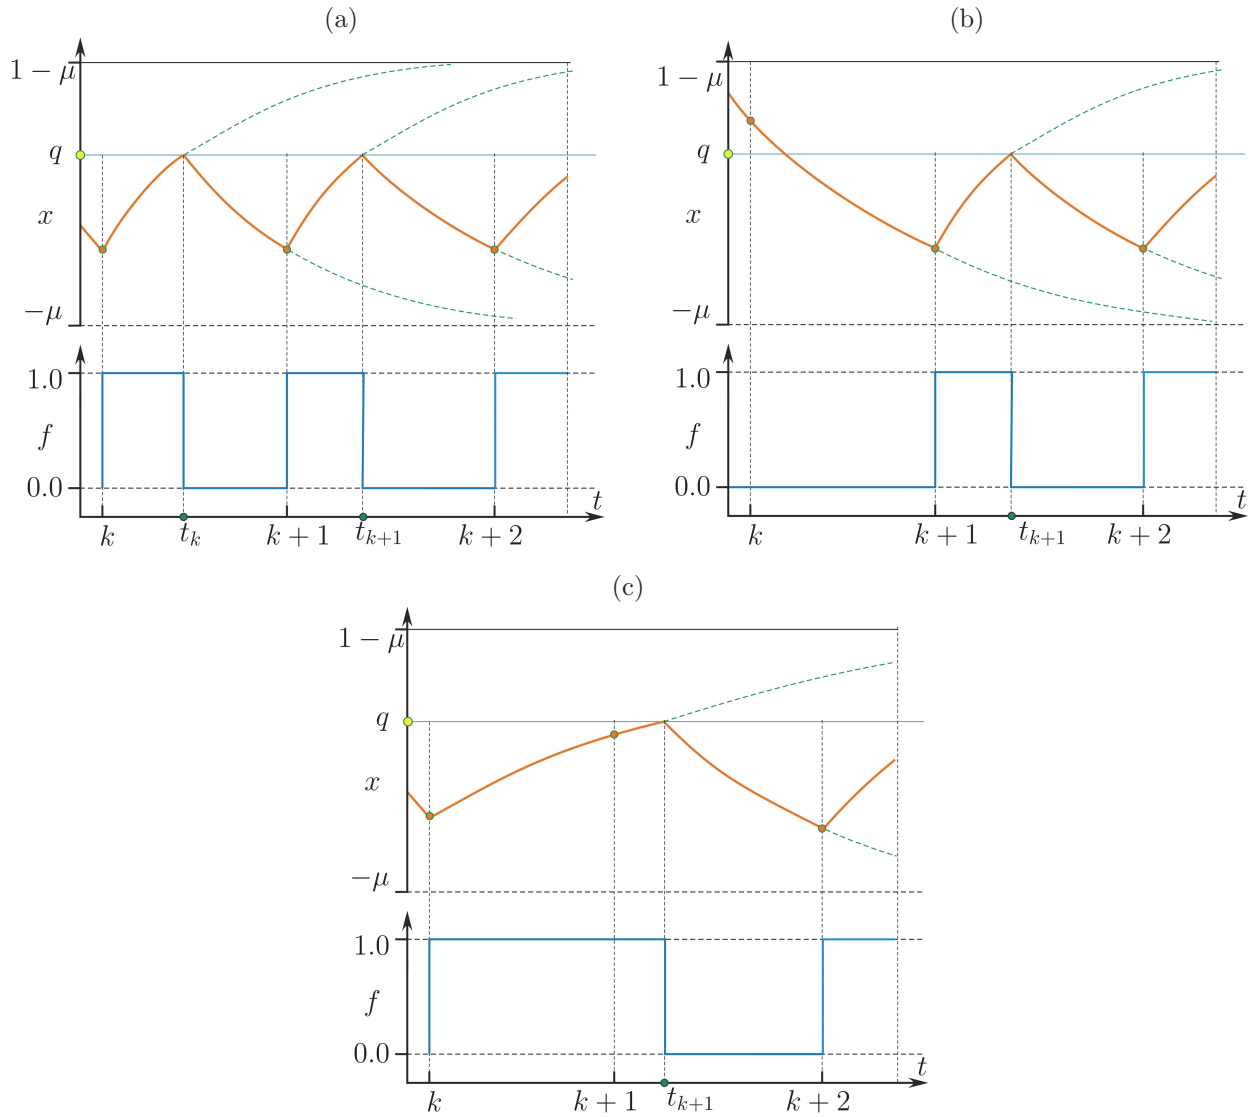 (a)
1 − μ
q
x
−μ
1.0
f
0.0
t
k t_k k + 1 t_{k+1} k + 2
(b)
1 − μ
q
x
−μ
1.0
f
0.0
t
k k + 1 t_{k+1} k + 2
(c)
1 − μ
q
x
−μ
1.0
f
0.0
t
k k + 1 t_{k+1} k + 2